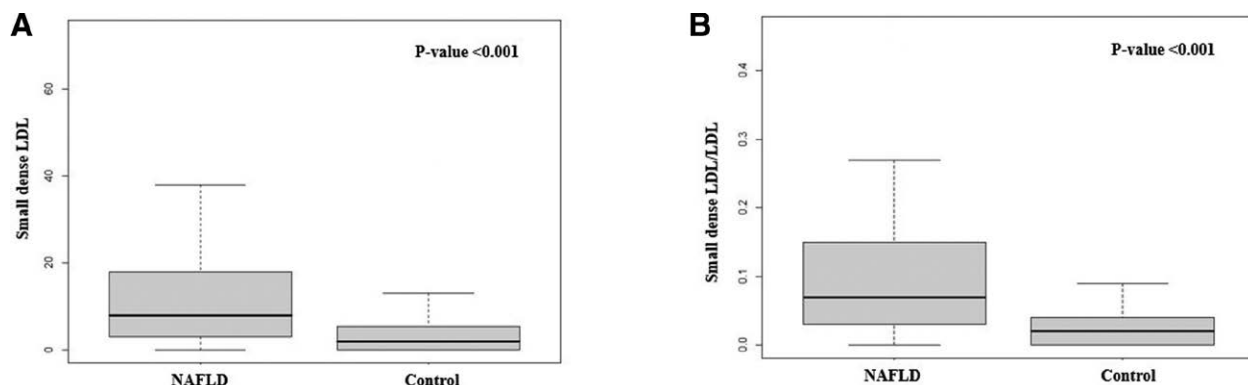 A
P-value <0.001
Small dense LDL
60
40
20
0
NAFLD Control
B
P-value <0.001
Small dense LDL/LDL
0.4
0.3
0.2
0.1
0.0
NAFLD Control